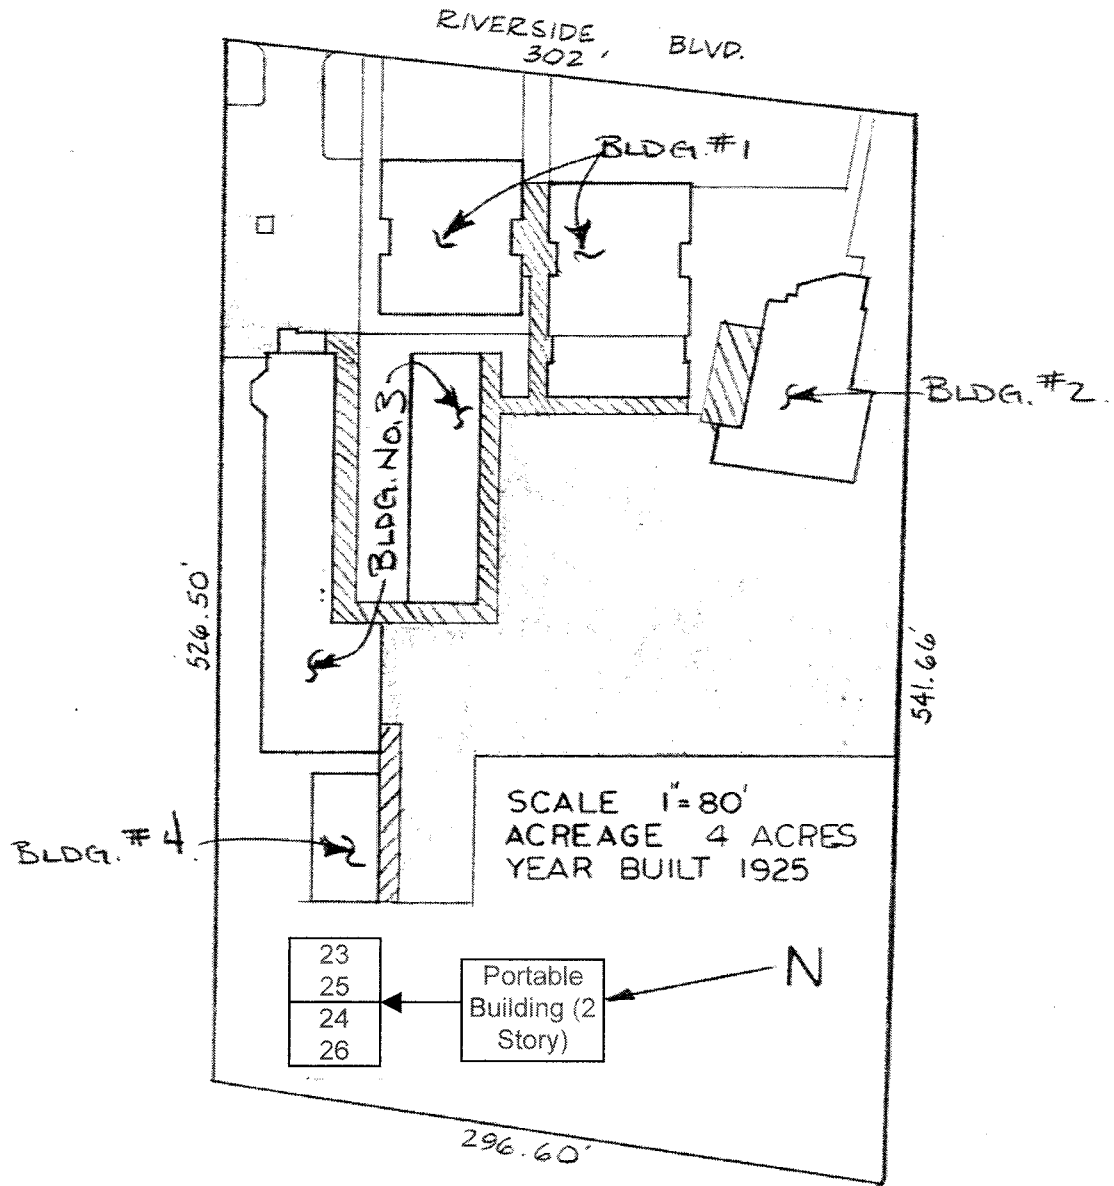 RIVERSIDE BLVD.
302'
BLDG. #1
BLDG. #2.
BLDG. No. 3
526.50'
541.66'
SCALE 1"=80'
ACREAGE 4 ACRES
YEAR BUILT 1925
BLDG. #4.
23
25
24
26
Portable
Building (2
Story)
N
296.60'